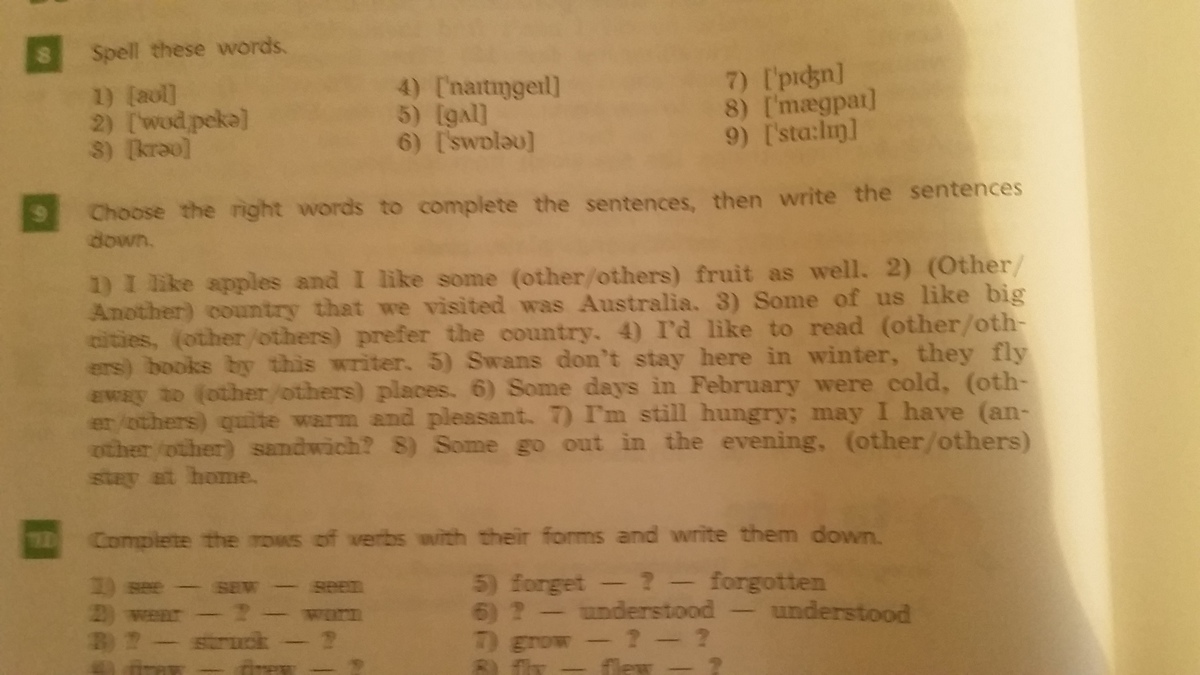 8 Spell these words.
1) [aʊl] 4) ['naɪtɪŋgeɪl] 7) ['pɪʤn]
2) ['wʊd‚pekə] 5) [gʌl] 8) ['mægpaɪ]
3) [krəʊ] 6) ['swɒləʊ] 9) ['stɑ:lɪŋ]
9 Choose the right words to complete the sentences, then write the sentences
down.
1) I like apples and I like some (other/others) fruit as well. 2) (Other/
Another) country that we visited was Australia. 3) Some of us like big
cities, (other/others) prefer the country. 4) I'd like to read (other/oth-
ers) books by this writer. 5) Swans don't stay here in winter, they fly
away to (other/others) places. 6) Some days in February were cold, (oth-
er/others) quite warm and pleasant. 7) I'm still hungry; may I have (an-
other/other) sandwich? 8) Some go out in the evening, (other/others)
stay at home.
10 Complete the rows of verbs with their forms and write them down.
1) see — saw — seen 5) forget — ? — forgotten
2) wear — ? — worn 6) ? — understood — understood
3) ? — struck — ? 7) grow — ? — ?
4) draw — drew — ? 8) fly — flew — ?